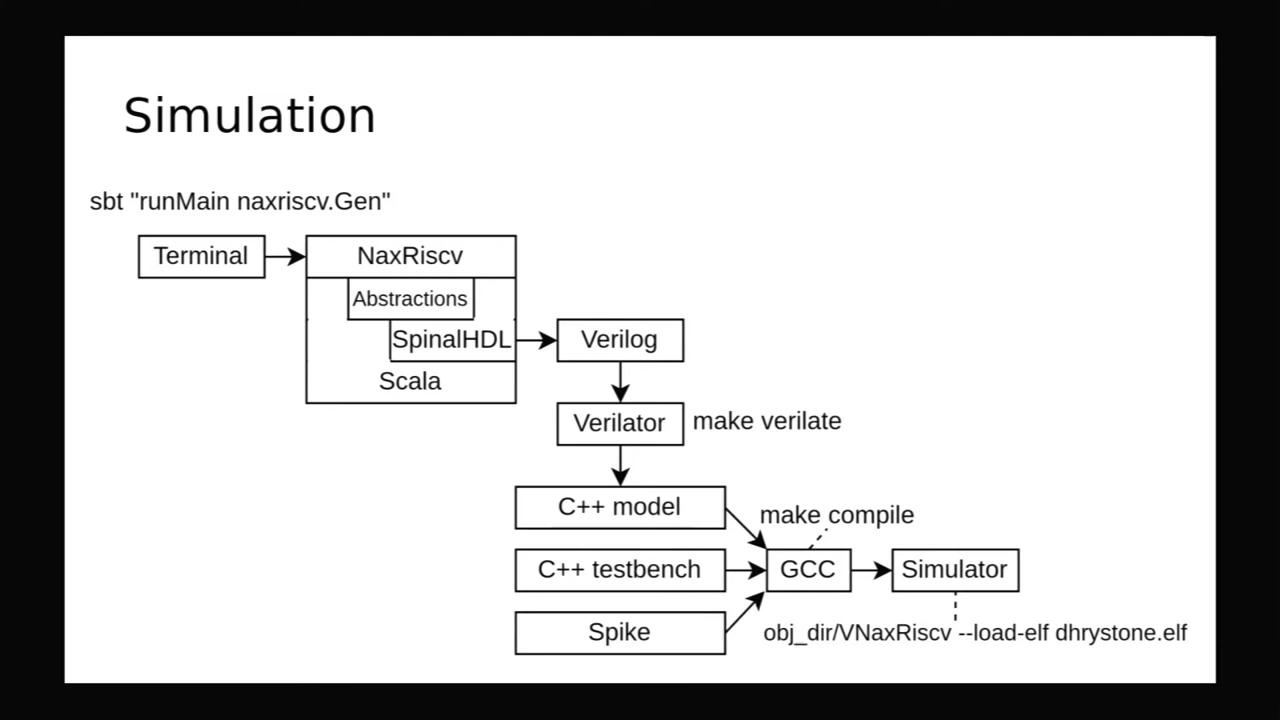 Simulation
sbt "runMain naxriscv.Gen"
Terminal
NaxRiscv
Abstractions
SpinalHDL
Scala
Verilog
Verilator
make verilate
C++ model
make compile
C++ testbench
GCC
Simulator
Spike
obj_dir/VNaxRiscv --load-elf dhrystone.elf